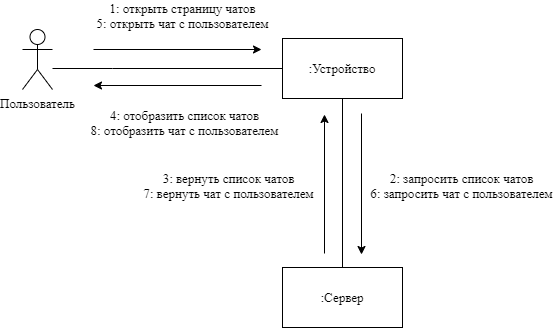 1: открыть страницу чатов
5: открыть чат с пользователем
:Устройство
Пользователь
4: отобразить список чатов
8: отобразить чат с пользователем
3: вернуть список чатов
7: вернуть чат с пользователем
2: запросить список чатов
6: запросить чат с пользователем
:Сервер